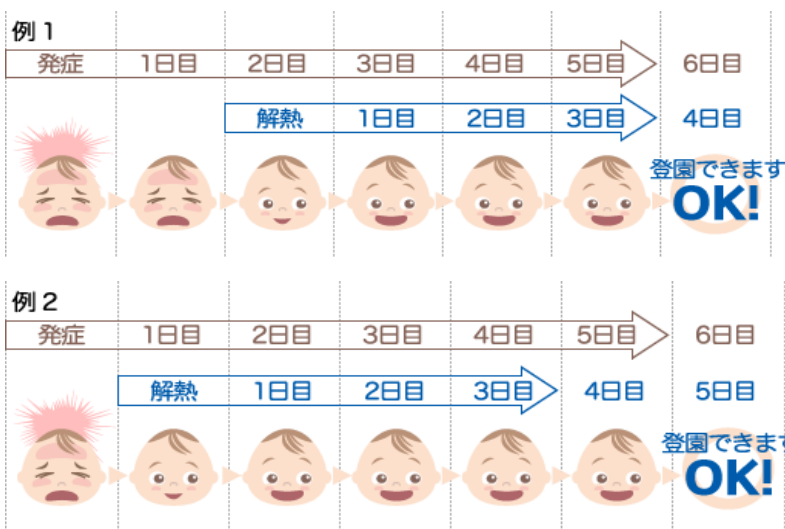 例1
発症 1日目 2日目 3日目 4日目 5日目 6日目
解熱 1日目 2日目 3日目 4日目
登園できます
OK!
例2
発症 1日目 2日目 3日目 4日目 5日目 6日目
解熱 1日目 2日目 3日目 4日目 5日目
登園できます
OK!